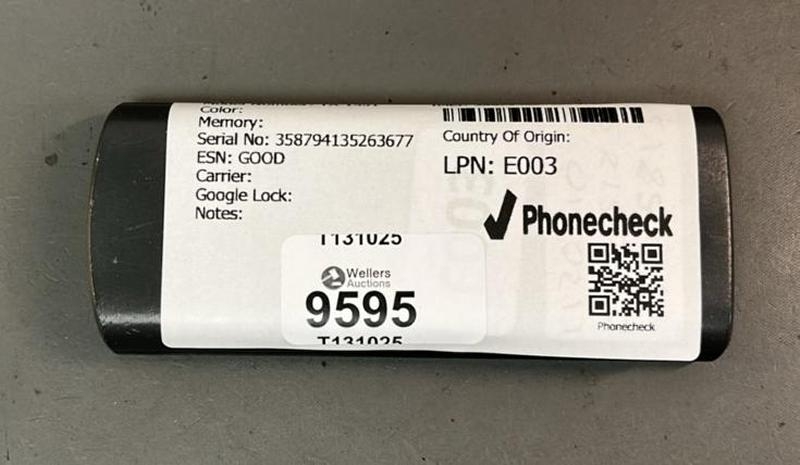 Color:
Memory:
Serial No: 358794135263677
ESN: GOOD
Carrier:
Google Lock:
Notes:
Country Of Origin:
LPN: E003
Phonecheck
Phonecheck
T131025
Wellers
Auctions
9595
T131025